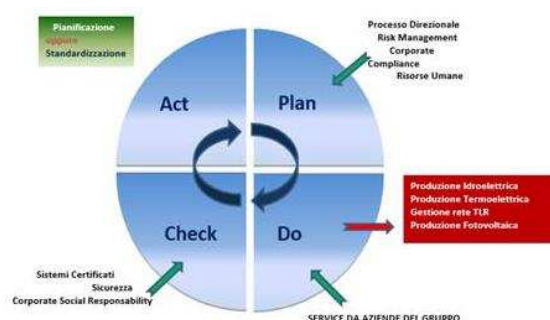 Pianificazione
oppure
Standardizzazione
Processo Direzionale
Risk Management
Corporate
Compliance
Risorse Umane
Act
Plan
Check
Do
Produzione Idroelettrica
Produzione Termoelettrica
Gestione rete TLR
Produzione Fotovoltaica
Sistemi Certificati
Sicurezza
Corporate Social Responsability
SERVICE DA AZIENDE DEL GRUPPO